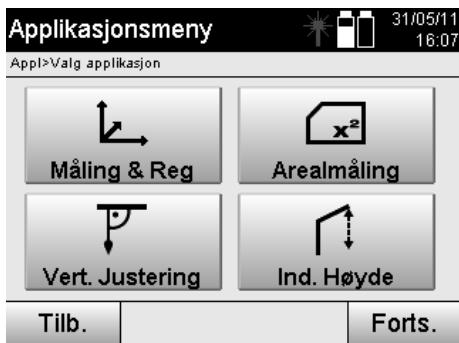 Applikasjonsmeny
31/05/11
16:07
Appl>Valg applikasjon
Måling & Reg
x²
Arealmåling
Vert. Justering
Ind. Høyde
Tilb.
Forts.